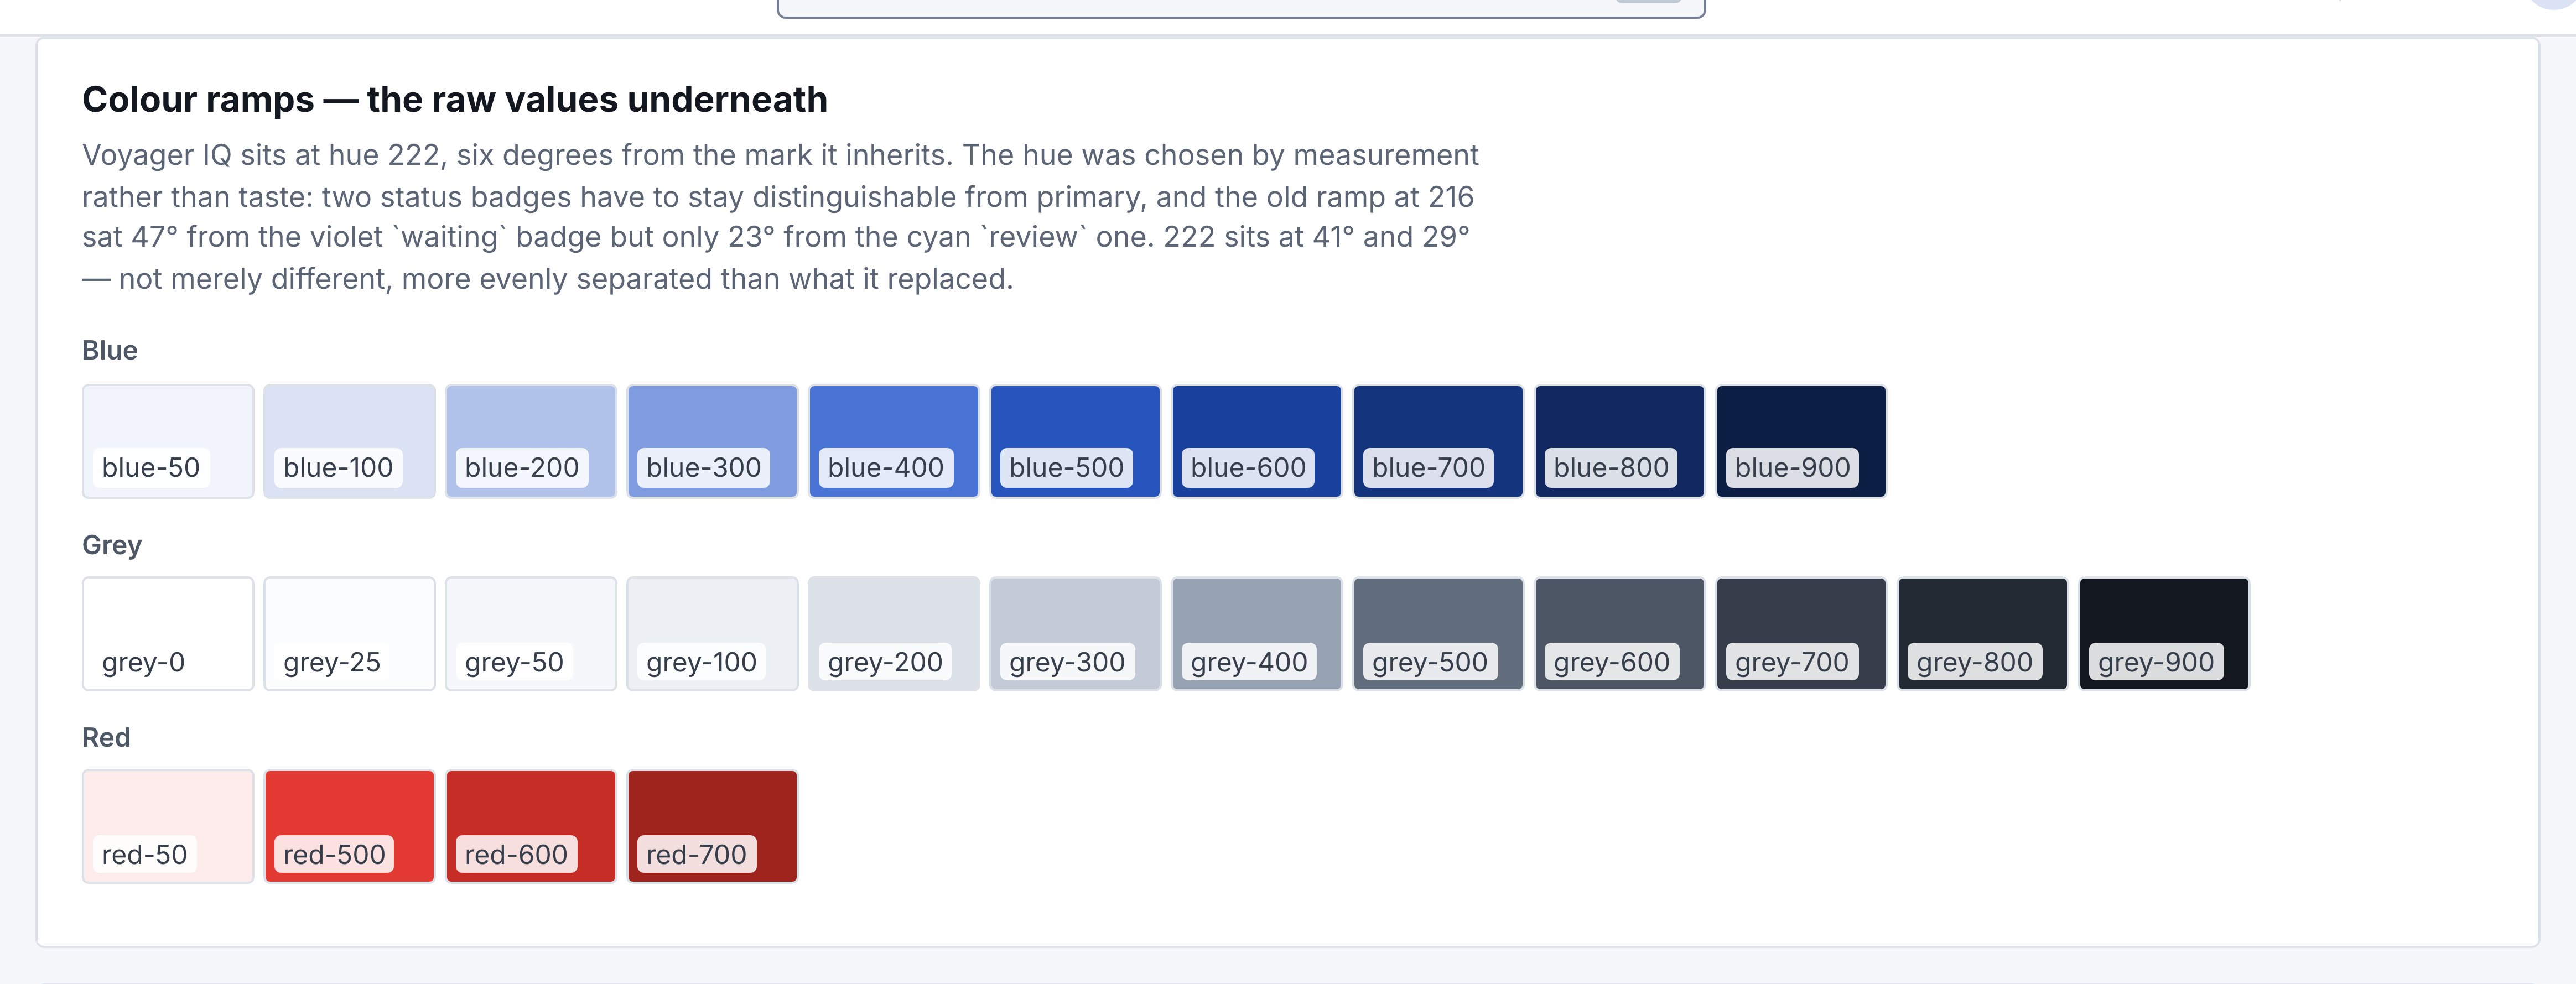 Colour ramps — the raw values underneath
Voyager IQ sits at hue 222, six degrees from the mark it inherits. The hue was chosen by measurement
rather than taste: two status badges have to stay distinguishable from primary, and the old ramp at 216
sat 47° from the violet `waiting` badge but only 23° from the cyan `review` one. 222 sits at 41° and 29°
— not merely different, more evenly separated than what it replaced.
Blue
blue-50 blue-100 blue-200 blue-300 blue-400 blue-500 blue-600 blue-700 blue-800 blue-900
Grey
grey-0 grey-25 grey-50 grey-100 grey-200 grey-300 grey-400 grey-500 grey-600 grey-700 grey-800 grey-900
Red
red-50 red-500 red-600 red-700